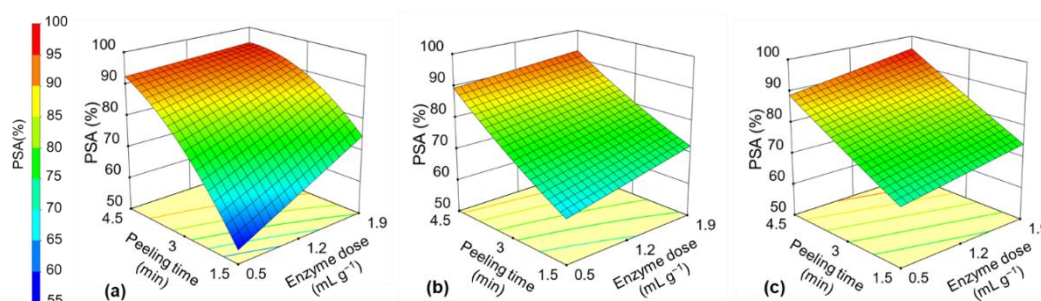 PSA(%)
100
95
90
85
80
75
70
65
60
55
PSA (%)
100
90
80
70
60
50
4.5
3
1.5
Peeling time
(min)
0.5
1.2
1.9
Enzyme dose
(mL g⁻¹)
(a)
PSA (%)
100
90
80
70
60
50
4.5
3
1.5
Peeling time
(min)
0.5
1.2
1.9
Enzyme dose
(mL g⁻¹)
(b)
PSA (%)
100
90
80
70
60
50
4.5
3
1.5
Peeling time
(min)
0.5
1.2
1.9
Enzyme dose
(mL g⁻¹)
(c)